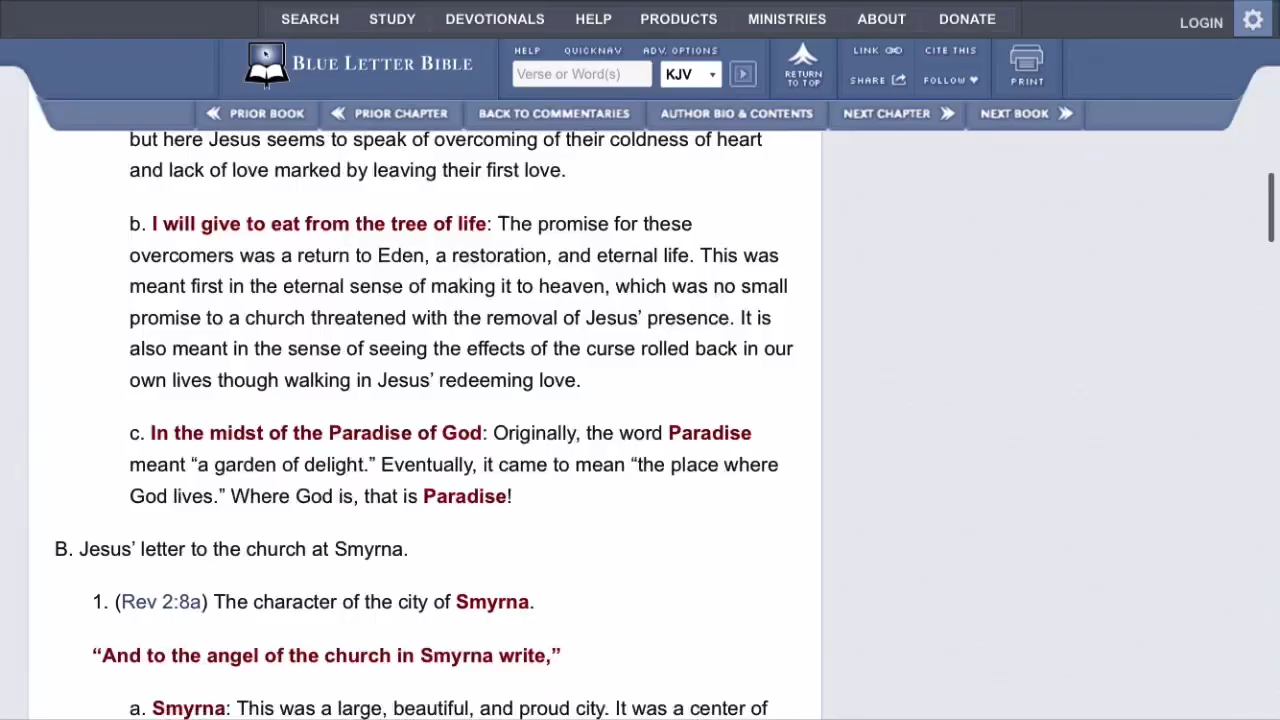 SEARCH STUDY DEVOTIONALS HELP PRODUCTS MINISTRIES ABOUT DONATE LOGIN
HELP QUICKNAV ADV. OPTIONS LINK CITE THIS
BLUE LETTER BIBLE Verse or Word(s) KJV RETURN TO TOP SHARE FOLLOW PRINT
PRIOR BOOK PRIOR CHAPTER BACK TO COMMENTARIES AUTHOR BIO & CONTENTS NEXT CHAPTER NEXT BOOK
but here Jesus seems to speak of overcoming of their coldness of heart
and lack of love marked by leaving their first love.
b. I will give to eat from the tree of life: The promise for these
overcomers was a return to Eden, a restoration, and eternal life. This was
meant first in the eternal sense of making it to heaven, which was no small
promise to a church threatened with the removal of Jesus’ presence. It is
also meant in the sense of seeing the effects of the curse rolled back in our
own lives though walking in Jesus’ redeeming love.
c. In the midst of the Paradise of God: Originally, the word Paradise
meant “a garden of delight.” Eventually, it came to mean “the place where
God lives.” Where God is, that is Paradise!
B. Jesus’ letter to the church at Smyrna.
1. (Rev 2:8a) The character of the city of Smyrna.
“And to the angel of the church in Smyrna write,”
a. Smyrna: This was a large, beautiful, and proud city. It was a center of